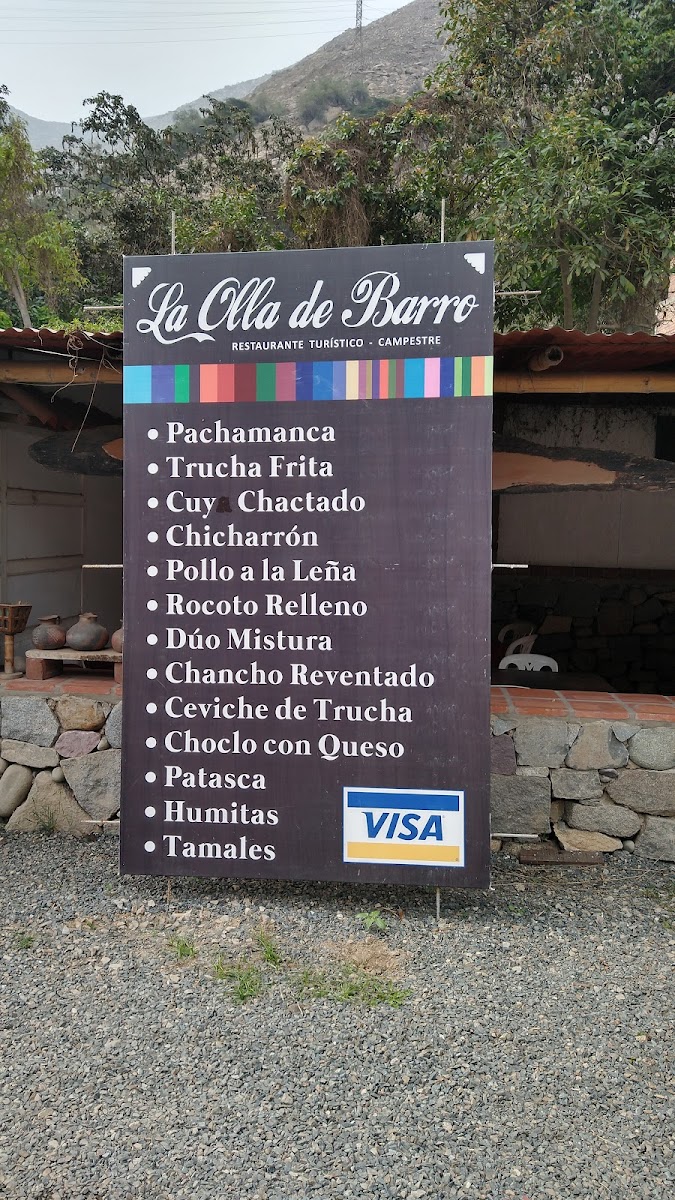 La Olla de Barro
RESTAURANTE TURÍSTICO - CAMPESTRE
• Pachamanca
• Trucha Frita
• Cuya Chactado
• Chicharrón
• Pollo a la Leña
• Rocoto Relleno
• Dúo Mistura
• Chancho Reventado
• Ceviche de Trucha
• Choclo con Queso
• Patasca
• Humitas
• Tamales
VISA